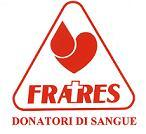 FRATRES
DONATORI DI SANGUE